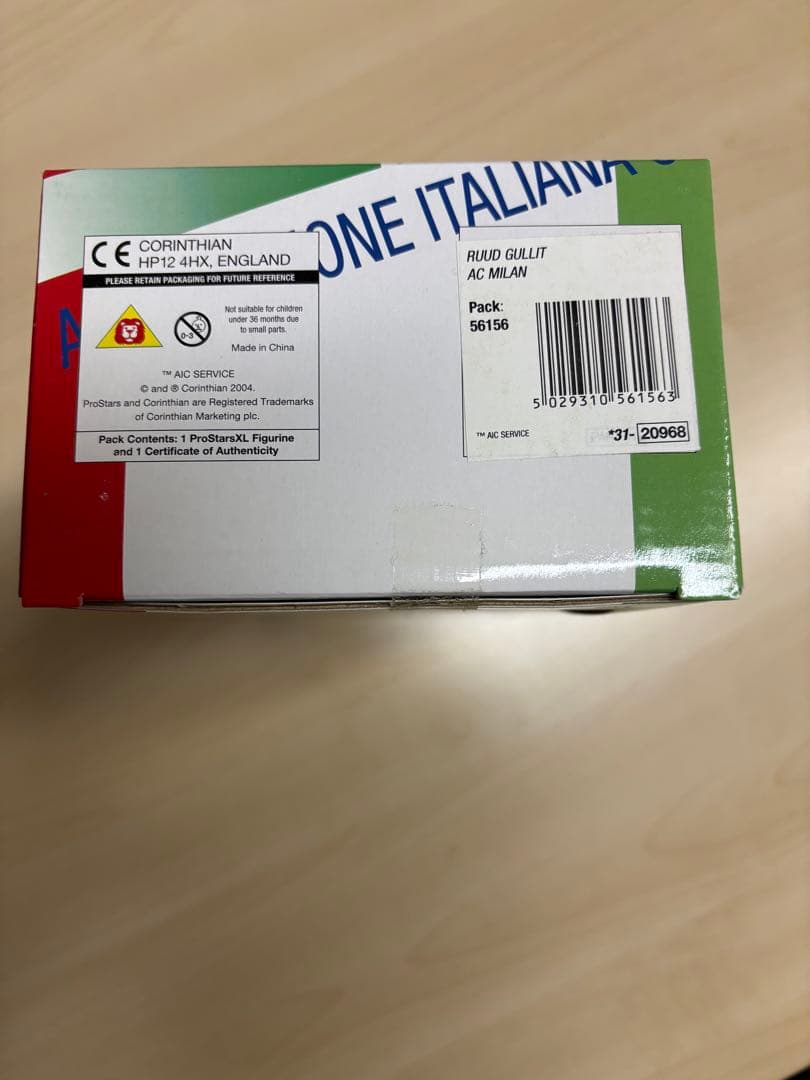 ONE ITALIANA
CE CORINTHIAN
HP12 4HX, ENGLAND
PLEASE RETAIN PACKAGING FOR FUTURE REFERENCE
0-3
Not suitable for children
under 36 months due
to small parts.
Made in China
™ AIC SERVICE
© and ® Corinthian 2004.
ProStars and Corinthian are Registered Trademarks
of Corinthian Marketing plc.
Pack Contents: 1 ProStarsXL Figurine
and 1 Certificate of Authenticity
RUUD GULLIT
AC MILAN
Pack:
56156
5 029310 561563
™ AIC SERVICE
*31- 20968